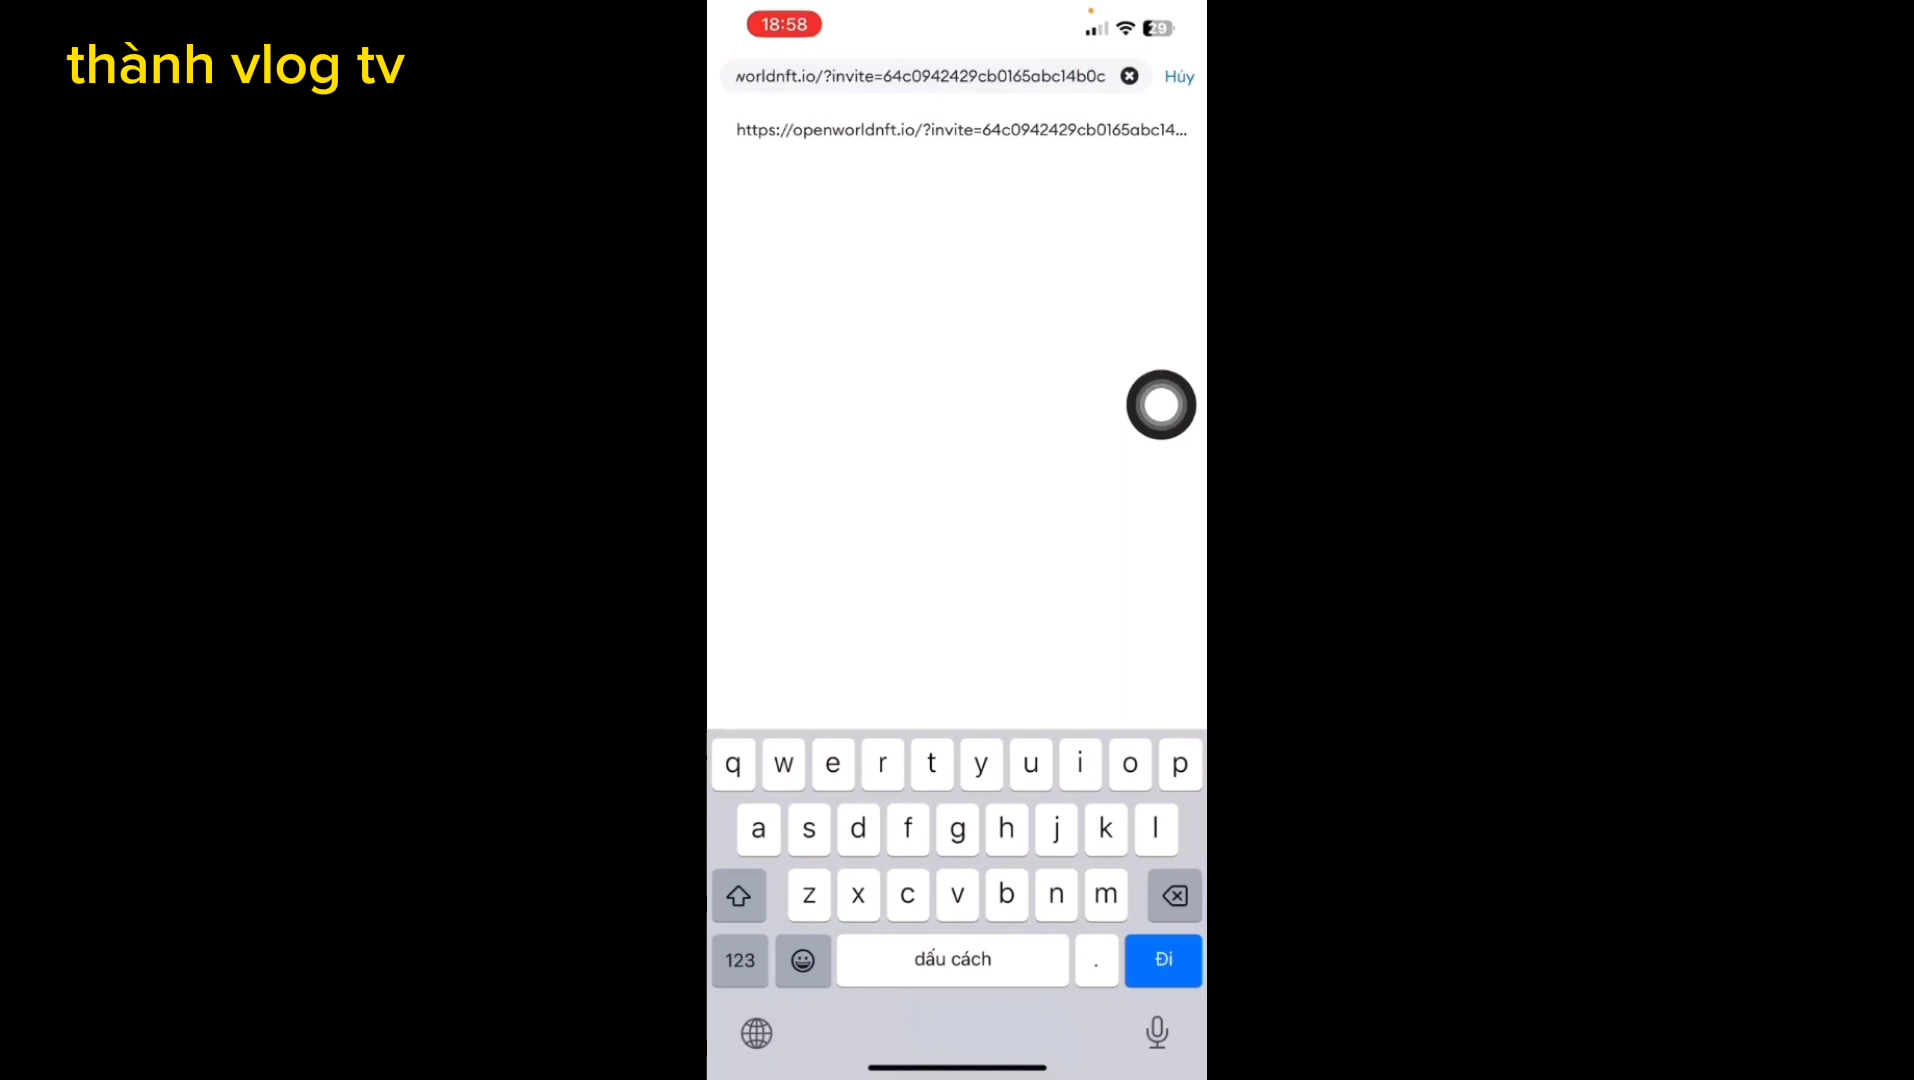 thành vlog tv
18:58
29
worldnft.io/?invite=64c0942429cb0165abc14b0c
Hủy
https://openworldnft.io/?invite=64c0942429cb0165abc14...
q w e r t y u i o p
a s d f g h j k l
z x c v b n m
123 dấu cách . Đi